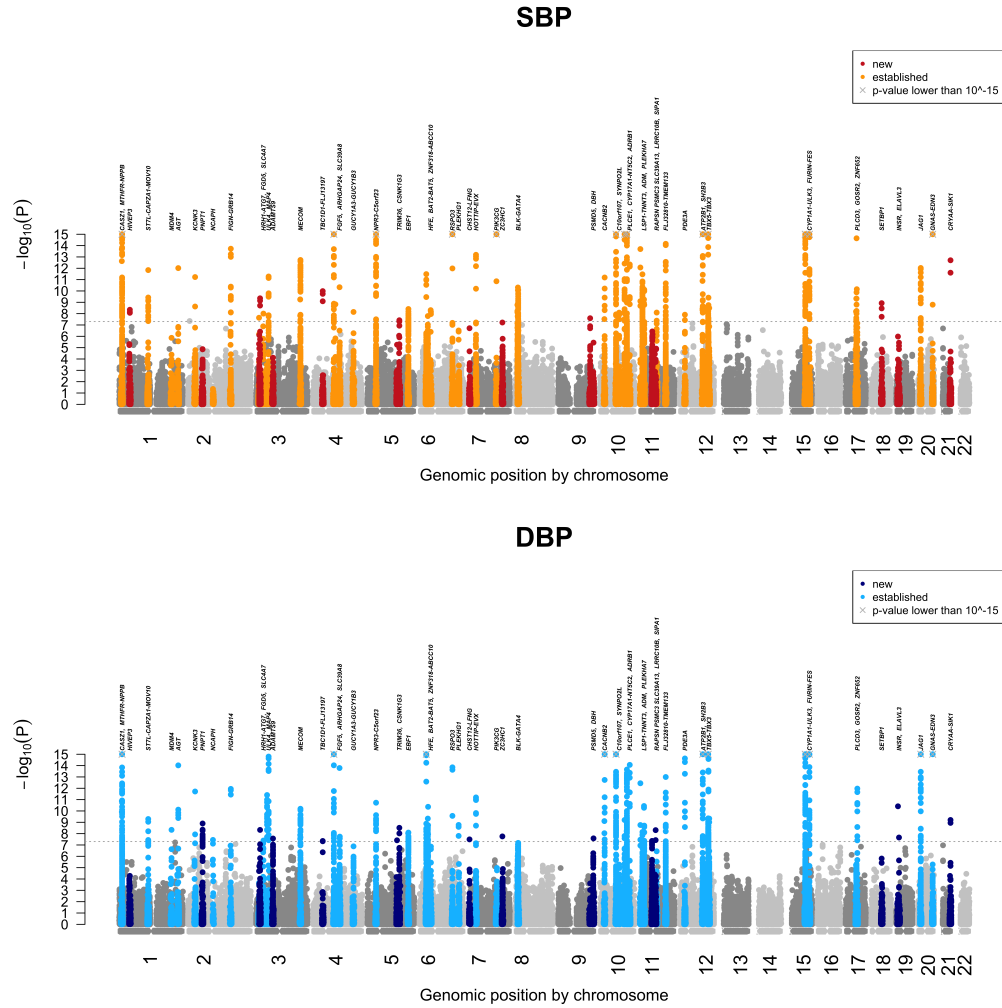 SBP
new
established
p-value lower than 10^-15
−log10(P)
15
14
13
12
11
10
9
8
7
6
5
4
3
2
1
0
CASZ1, MTHFR-NPPB
HIVEP3
ST7L-CAPZA1-MOV10
MDM4
AGT
KCNK3
PNPT1
NCAPH
FIGN-GRB14
HRH1-ATG7, FGD5, SLC4A7
ULK4, MAP4
ADAMTS9
MECOM
TBC1D1-FLJ13197
FGF5, ARHGAP24, SLC39A8
GUCY1A3-GUCY1B3
NPR3-C5orf23
TRIM36, CSNK1G3
EBF1
HFE, BAT2-BAT5, ZNF318-ABCC10
RSPO3
PLEKHG1
CHST12-LFNG
HOTTIP-EVX
PIK3CG
ZC3HC1
BLK-GATA4
PSMD5, DBH
CACNB2
C10orf107, SYNPO2L
PLCE1, CYP17A1-NT5C2, ADRB1
LSP1-TNNT3, ADM, PLEKHA7
RAPSN PSMC3 SLC39A13, LRRC10B, SIPA1
FLJ32810-TMEM133
PDE3A
ATP2B1, SH2B3
TBX5-TBX3
CYP1A1-ULK3, FURIN-FES
PLCD3, GOSR2, ZNF652
SETBP1
INSR, ELAVL3
JAG1
GNAS-EDN3
CRYAA-SIK1
1 2 3 4 5 6 7 8 9 10 11 12 13 14 15 16 17 18 19 20 21 22
Genomic position by chromosome
DBP
new
established
p-value lower than 10^-15
−log10(P)
15
14
13
12
11
10
9
8
7
6
5
4
3
2
1
0
CASZ1, MTHFR-NPPB
HIVEP3
ST7L-CAPZA1-MOV10
MDM4
AGT
KCNK3
PNPT1
NCAPH
FIGN-GRB14
HRH1-ATG7, FGD5, SLC4A7
ULK4, MAP4
ADAMTS9
MECOM
TBC1D1-FLJ13197
FGF5, ARHGAP24, SLC39A8
GUCY1A3-GUCY1B3
NPR3-C5orf23
TRIM36, CSNK1G3
EBF1
HFE, BAT2-BAT5, ZNF318-ABCC10
RSPO3
PLEKHG1
CHST12-LFNG
HOTTIP-EVX
PIK3CG
ZC3HC1
BLK-GATA4
PSMD5, DBH
CACNB2
C10orf107, SYNPO2L
PLCE1, CYP17A1-NT5C2, ADRB1
LSP1-TNNT3, ADM, PLEKHA7
RAPSN PSMC3 SLC39A13, LRRC10B, SIPA1
FLJ32810-TMEM133
PDE3A
ATP2B1, SH2B3
TBX5-TBX3
CYP1A1-ULK3, FURIN-FES
PLCD3, GOSR2, ZNF652
SETBP1
INSR, ELAVL3
JAG1
GNAS-EDN3
CRYAA-SIK1
1 2 3 4 5 6 7 8 9 10 11 12 13 14 15 16 17 18 19 20 21 22
Genomic position by chromosome